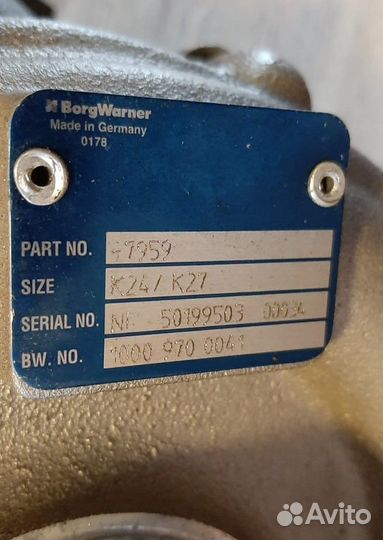 BorgWarner
Made in Germany
0178
PART NO. 47959
SIZE K24/ K27
SERIAL NO. 50199503 00034
BW. NO. 1000 970 0041
Avito